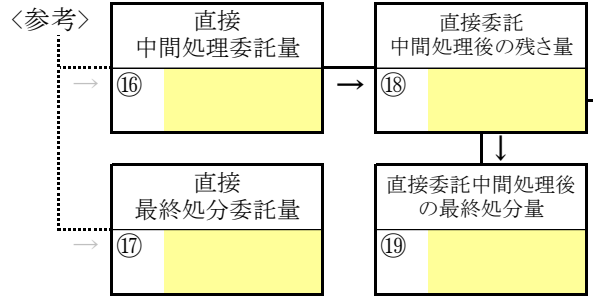 〈参考〉
直接
中間処理委託量
⑯
→
→
直接委託
中間処理後の残さ量
⑱
↓
直接
最終処分委託量
⑰
→
直接委託中間処理後
の最終処分量
⑲